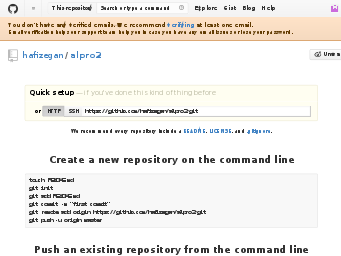 This repository Search or type a command Explore Gist Blog Help
You don't have any verified emails. We recommend verifying at least one email.
Email verification helps our support team help you in case you have any email issues or lose your password.
hafizegan / alpro2
Quick setup — if you've done this kind of thing before
or HTTP SSH https://github.com/hafizegan/alpro2.git
We recommend every repository include a README, LICENSE, and .gitignore.
Create a new repository on the command line
touch README.md
git init
git add README.md
git commit -m "first commit"
git remote add origin https://github.com/hafizegan/alpro2.git
git push -u origin master
Push an existing repository from the command line